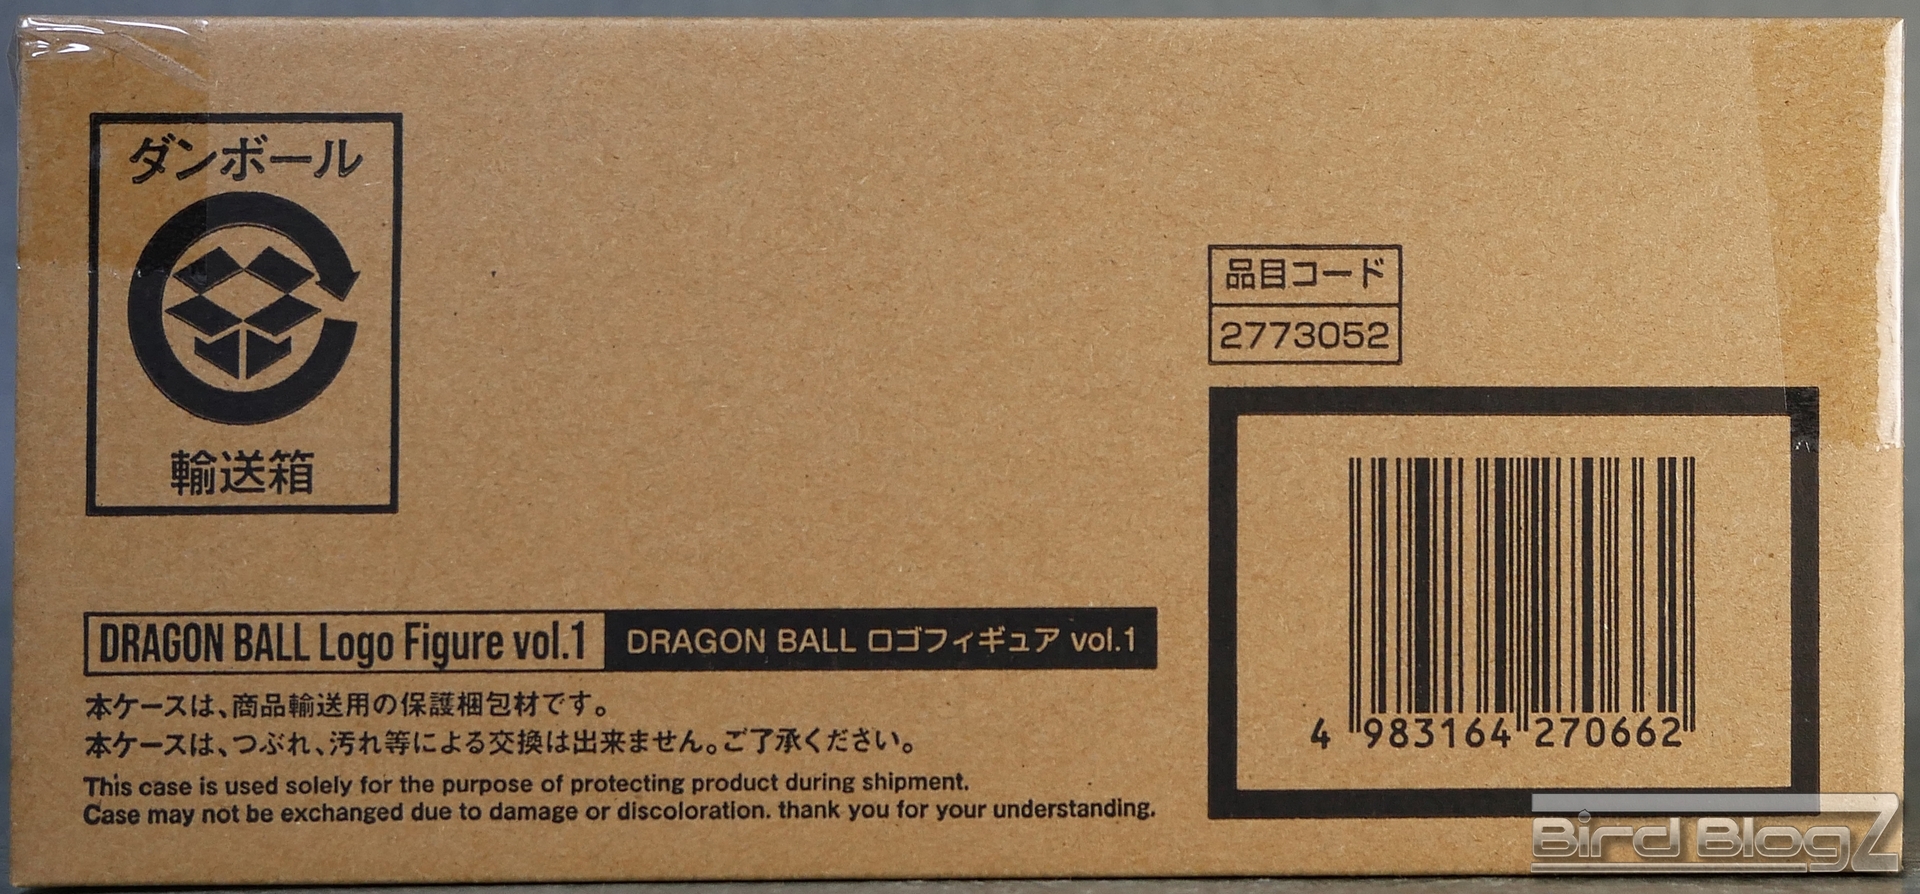 ダンボール
輸送箱
品目コード
2773052
4 983164 270662
DRAGON BALL Logo Figure vol.1 DRAGON BALL ロゴフィギュア vol.1
本ケースは、商品輸送用の保護梱包材です。
本ケースは、つぶれ、汚れ等による交換は出来ません。ご了承ください。
This case is used solely for the purpose of protecting product during shipment.
Case may not be exchanged due to damage or discoloration. thank you for your understanding.
Bird Blog Z